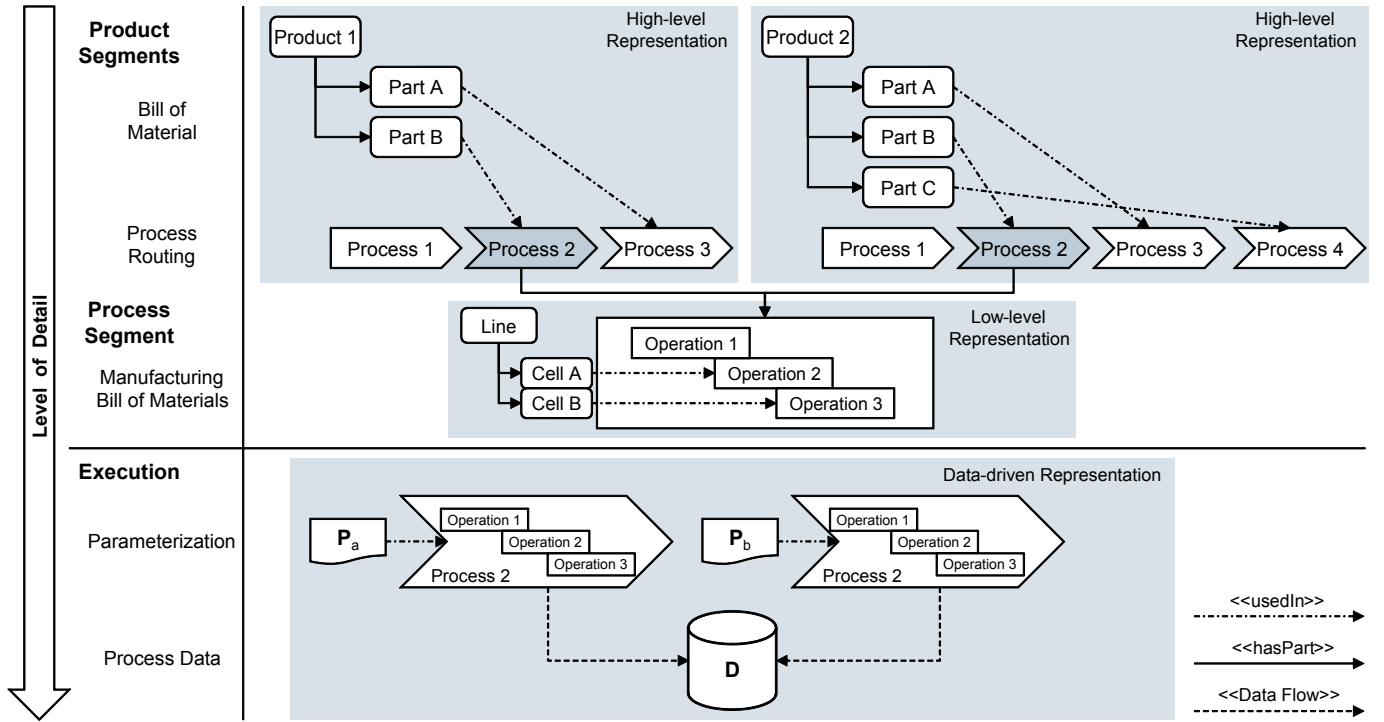 Level of Detail
Product
Segments
Bill of
Material
Process
Routing
High-level
Representation
Product 1
Part A
Part B
Process 1
Process 2
Process 3
High-level
Representation
Product 2
Part A
Part B
Part C
Process 1
Process 2
Process 3
Process 4
Process
Segment
Manufacturing
Bill of Materials
Low-level
Representation
Line
Cell A
Cell B
Operation 1
Operation 2
Operation 3
Execution
Parameterization
Process Data
Data-driven Representation
Pa
Operation 1
Operation 2
Operation 3
Process 2
Pb
Operation 1
Operation 2
Operation 3
Process 2
D
<<usedIn>>
<<hasPart>>
<<Data Flow>>